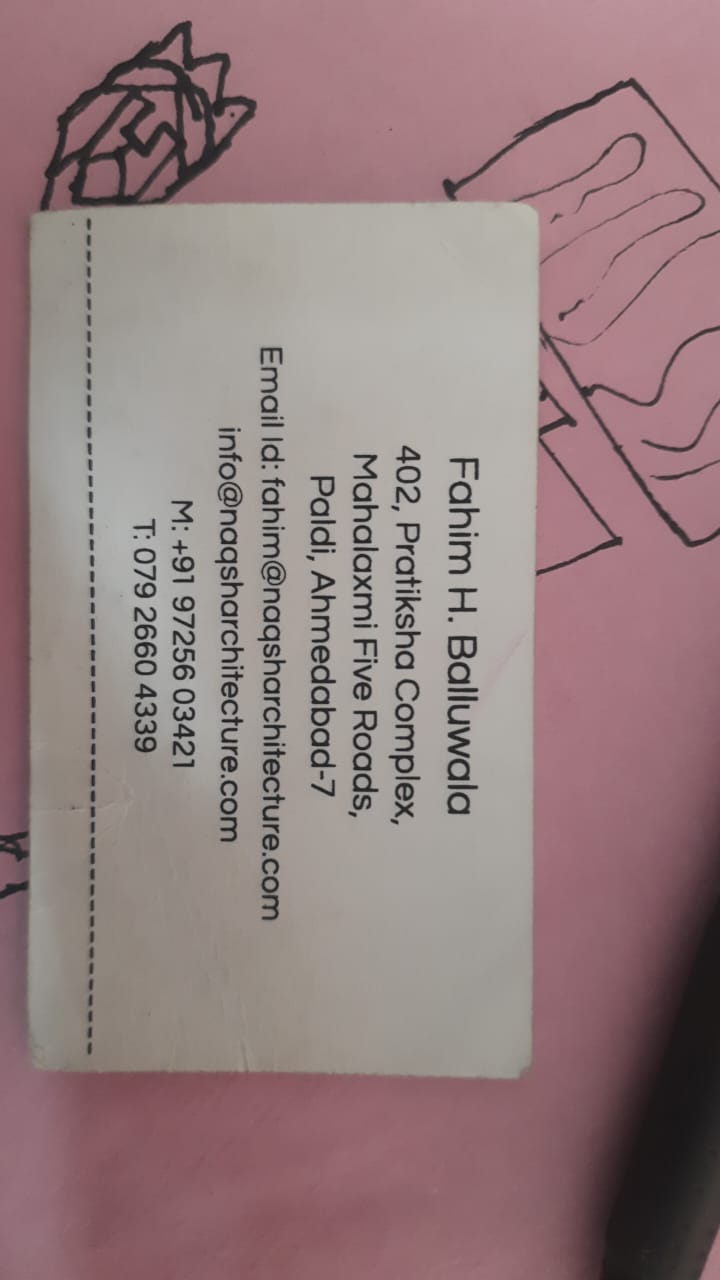 Fahim H. Balluwala
402, Pratiksha Complex,
Mahalaxmi Five Roads,
Paldi, Ahmedabad-7
Email Id: fahim@naqsharchitecture.com
info@naqsharchitecture.com
M: +91 97256 03421
T: 079 2660 4339